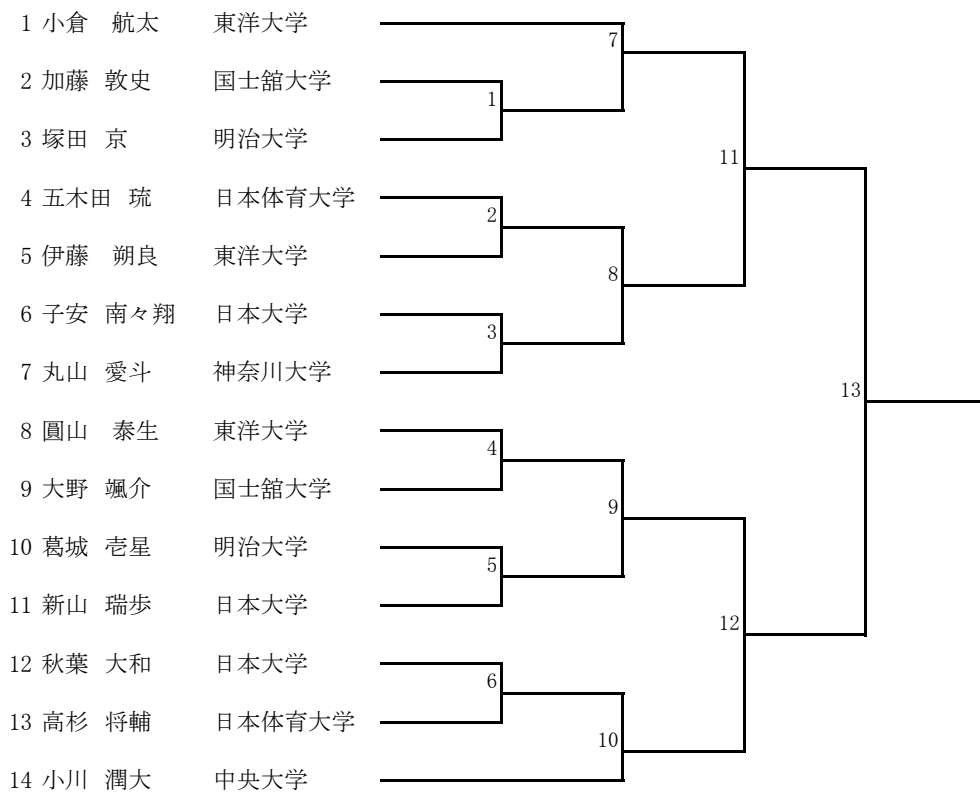 1 小倉 航太 東洋大学
7
2 加藤 敦史 国士舘大学
1
3 塚田 京 明治大学
11
4 五木田 琉 日本体育大学
2
5 伊藤 朔良 東洋大学
8
6 子安 南々翔 日本大学
3
7 丸山 愛斗 神奈川大学
13
8 圓山 泰生 東洋大学
4
9 大野 颯介 国士舘大学
9
10 葛城 壱星 明治大学
5
11 新山 瑞歩 日本大学
12
12 秋葉 大和 日本大学
6
13 高杉 将輔 日本体育大学
10
14 小川 潤大 中央大学